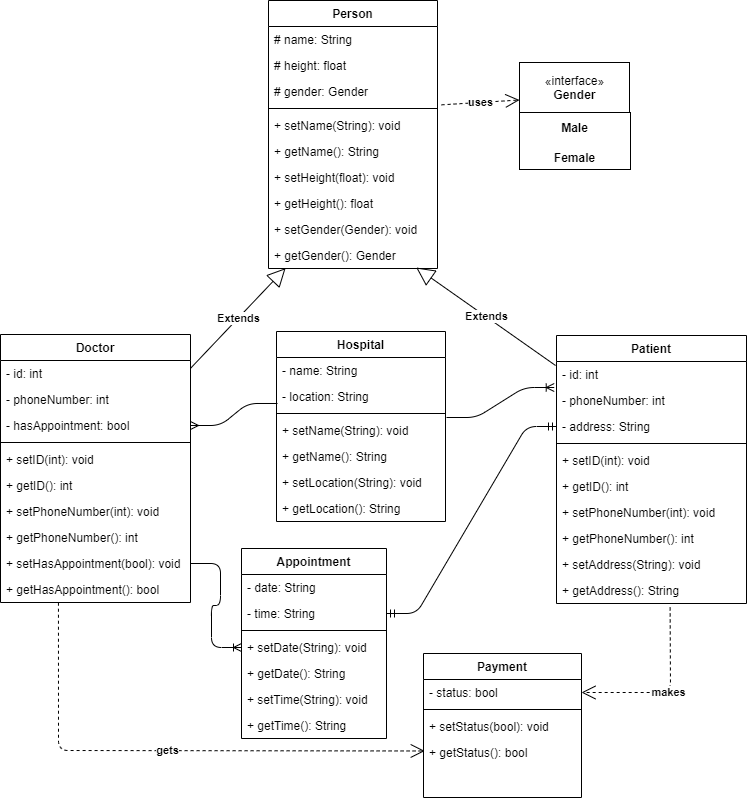 Person
# name: String
# height: float
# gender: Gender
+ setName(String): void
+ getName(): String
+ setHeight(float): void
+ getHeight(): float
+ setGender(Gender): void
+ getGender(): Gender
uses
«interface»
Gender
Male
Female
Extends
Extends
Doctor
- id: int
- phoneNumber: int
- hasAppointment: bool
+ setID(int): void
+ getID(): int
+ setPhoneNumber(int): void
+ getPhoneNumber(): int
+ setHasAppointment(bool): void
+ getHasAppointment(): bool
Hospital
- name: String
- location: String
+ setName(String): void
+ getName(): String
+ setLocation(String): void
+ getLocation(): String
Patient
- id: int
- phoneNumber: int
- address: String
+ setID(int): void
+ getID(): int
+ setPhoneNumber(int): void
+ getPhoneNumber(): int
+ setAddress(String): void
+ getAddress(): String
Appointment
- date: String
- time: String
+ setDate(String): void
+ getDate(): String
+ setTime(String): void
+ getTime(): String
Payment
- status: bool
+ setStatus(bool): void
+ getStatus(): bool
makes
gets